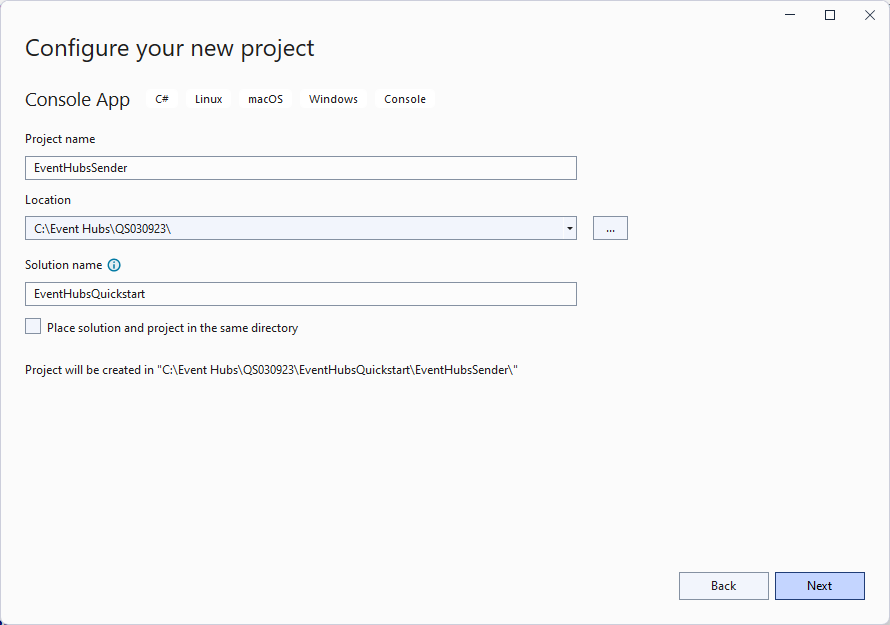 Configure your new project
Console App C# Linux macOS Windows Console
Project name
EventHubsSender
Location
C:\Event Hubs\QS030923\
...
Solution name
EventHubsQuickstart
Place solution and project in the same directory
Project will be created in "C:\Event Hubs\QS030923\EventHubsQuickstart\EventHubsSender\"
Back Next